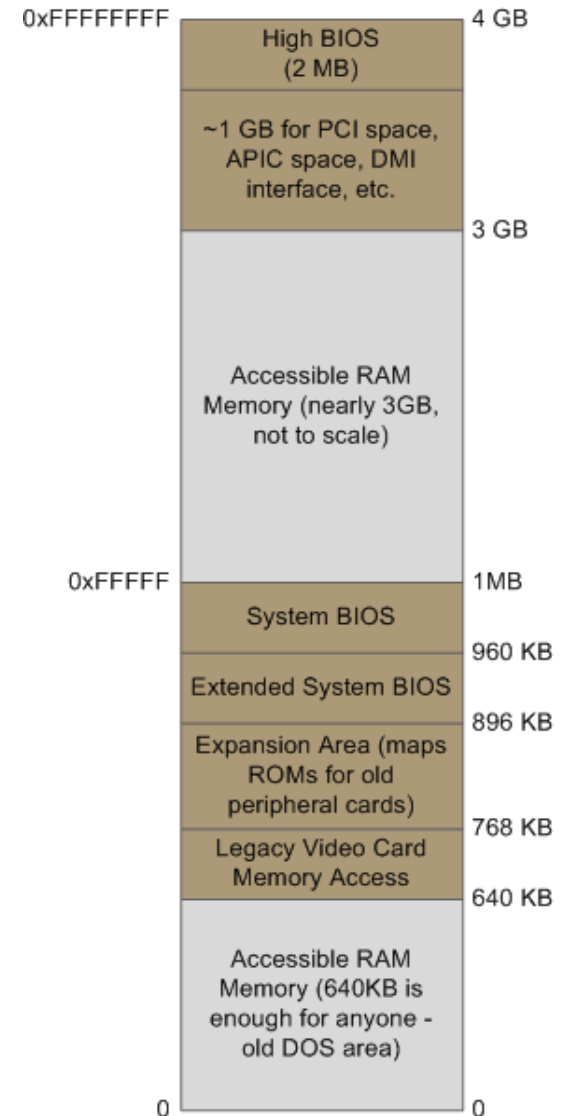 0xFFFFFFFF
4 GB
High BIOS
(2 MB)
~1 GB for PCI space,
APIC space, DMI
interface, etc.
3 GB
Accessible RAM
Memory (nearly 3GB,
not to scale)
0xFFFFF
1MB
System BIOS
960 KB
Extended System BIOS
896 KB
Expansion Area (maps
ROMs for old
peripheral cards)
768 KB
Legacy Video Card
Memory Access
640 KB
Accessible RAM
Memory (640KB is
enough for anyone -
old DOS area)
0
0